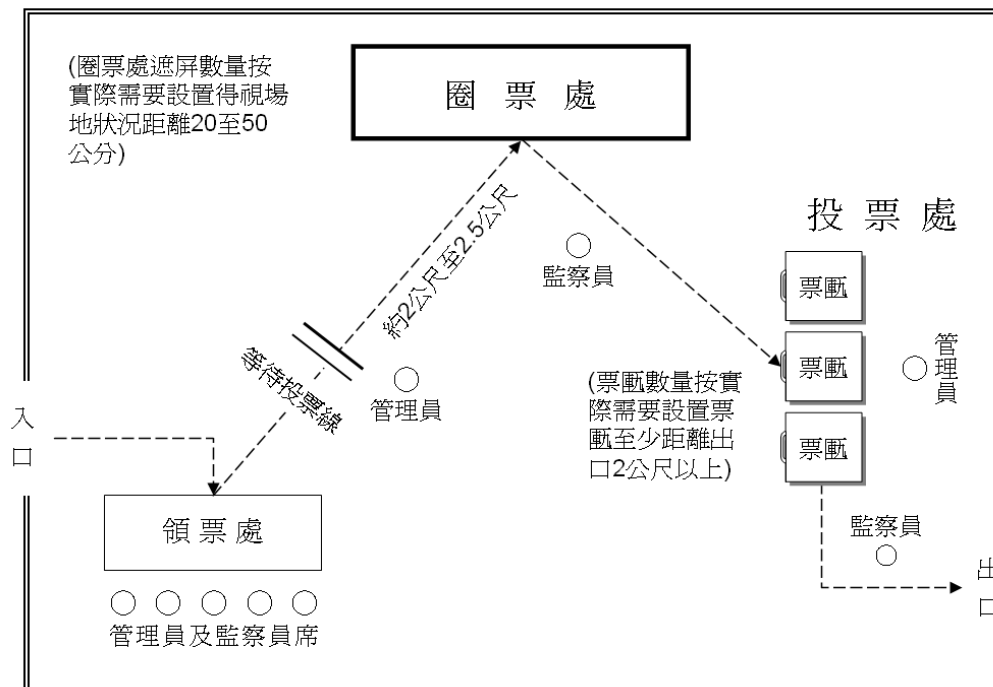 (圈票處遮屏數量按
實際需要設置得視場
地狀況距離20至50
公分)
圈票處
投票處
約2公尺至2.5公尺
監察員
票匭
票匭
票匭
管理員
等待投票線
管理員
(票匭數量按實
際需要設置票
匭至少距離出
口2公尺以上)
入口
領票處
管理員及監察員席
監察員
出口